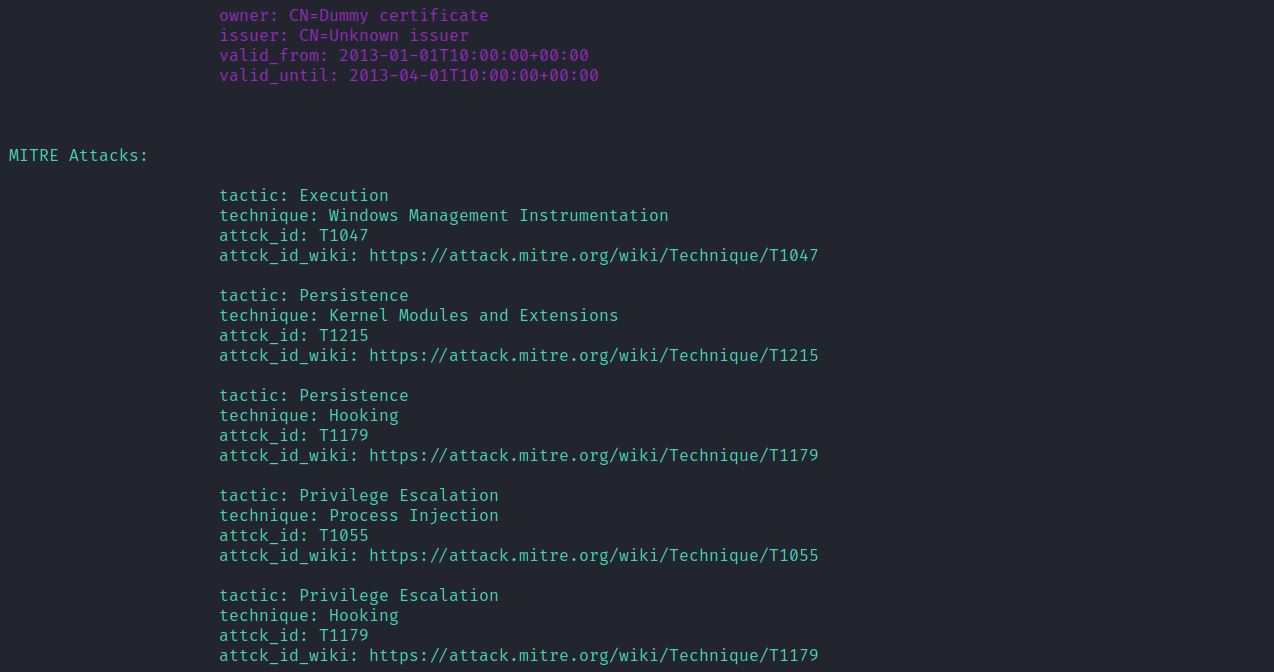 owner: CN=Dummy certificate
issuer: CN=Unknown issuer
valid_from: 2013-01-01T10:00:00+00:00
valid_until: 2013-04-01T10:00:00+00:00
MITRE Attacks:
tactic: Execution
technique: Windows Management Instrumentation
attck_id: T1047
attck_id_wiki: https://attack.mitre.org/wiki/Technique/T1047
tactic: Persistence
technique: Kernel Modules and Extensions
attck_id: T1215
attck_id_wiki: https://attack.mitre.org/wiki/Technique/T1215
tactic: Persistence
technique: Hooking
attck_id: T1179
attck_id_wiki: https://attack.mitre.org/wiki/Technique/T1179
tactic: Privilege Escalation
technique: Process Injection
attck_id: T1055
attck_id_wiki: https://attack.mitre.org/wiki/Technique/T1055
tactic: Privilege Escalation
technique: Hooking
attck_id: T1179
attck_id_wiki: https://attack.mitre.org/wiki/Technique/T1179